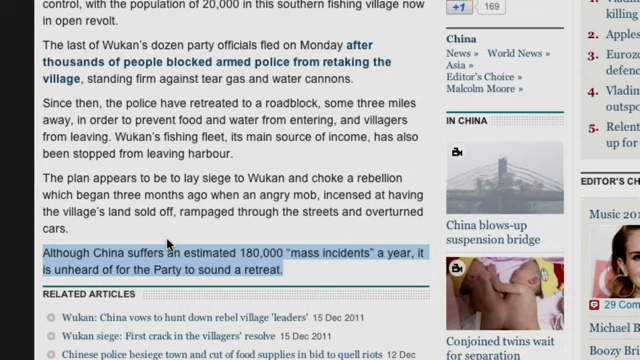 control, with the population of 20,000 in this southern fishing village now
in open revolt.
The last of Wukan's dozen party officials fled on Monday after
thousands of people blocked armed police from retaking the
village, standing firm against tear gas and water cannons.
Since then, the police have retreated to a roadblock, some three miles
away, in order to prevent food and water from entering, and villagers
from leaving. Wukan's fishing fleet, its main source of income, has also
been stopped from leaving harbour.
The plan appears to be to lay siege to Wukan and choke a rebellion
which began three months ago when an angry mob, incensed at having
the village's land sold off, rampaged through the streets and overturned
cars.
Although China suffers an estimated 180,000 “mass incidents” a year, it
is unheard of for the Party to sound a retreat.
RELATED ARTICLES
Wukan: China vows to hunt down rebel village 'leaders' 15 Dec 2011
Wukan siege: First crack in the villagers' resolve 15 Dec 2011
Chinese police besiege town and cut of food supplies in bid to quell riots 12 Dec
+1 169
China
News » World News »
Asia »
Editor's Choice »
Malcolm Moore »
IN CHINA
China blows-up
suspension bridge
Conjoined twins wait
for separation
1.
killing
2. Apples
3. Euroz
defenc
4. Vladim
outspo
5. Relent
up for
EDITOR'S CH
Music 201
29 Com
Michael
Boozy Bri